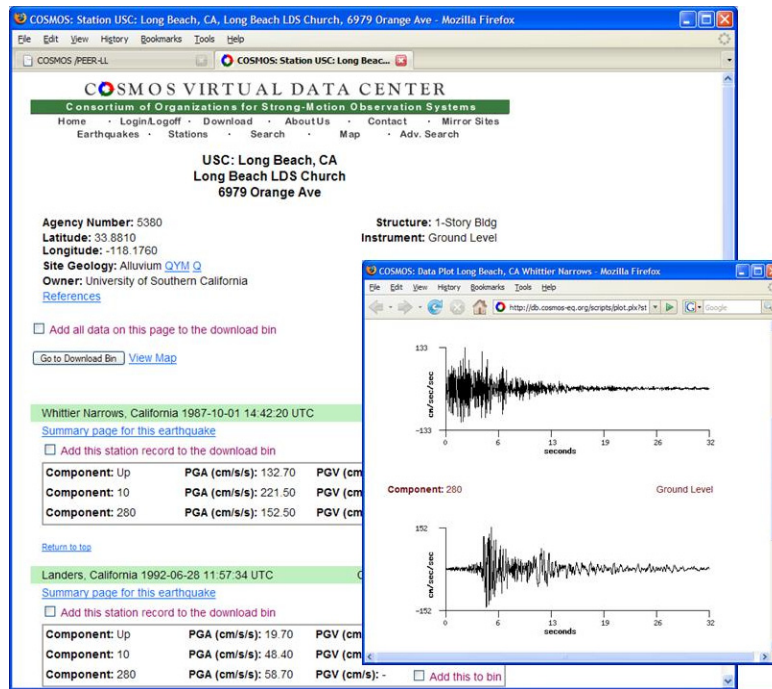 COSMOS: Station USC: Long Beach, CA, Long Beach LDS Church, 6979 Orange Ave - Mozilla Firefox
File Edit View History Bookmarks Tools Help
COSMOS /PEER-LL
COSMOS: Station USC: Long Beac...
COSMOS VIRTUAL DATA CENTER
Consortium of Organizations for Strong-Motion Observation Systems
Home · Login/Logoff · Download · AboutUs · Contact · Mirror Sites
Earthquakes · Stations · Search · Map · Adv. Search
USC: Long Beach, CA
Long Beach LDS Church
6979 Orange Ave
Agency Number: 5380
Structure: 1-Story Bldg
Latitude: 33.8810
Instrument: Ground Level
Longitude: -118.1760
Site Geology: Alluvium QYM Q
Owner: University of Southern California
References
Add all data on this page to the download bin
Go to Download Bin View Map
Whittier Narrows, California 1987-10-01 14:42:20 UTC
Summary page for this earthquake
Add this station record to the download bin
Component: Up PGA (cm/s/s): 132.70 PGV (cm
Component: 10 PGA (cm/s/s): 221.50 PGV (cm
Component: 280 PGA (cm/s/s): 152.50 PGV (cm
Return to top
Landers, California 1992-06-28 11:57:34 UTC
Summary page for this earthquake
Add this station record to the download bin
Component: Up PGA (cm/s/s): 19.70 PGV (cm
Component: 10 PGA (cm/s/s): 48.40 PGV (cm
Component: 280 PGA (cm/s/s): 58.70 PGV (cm/s): - Add this to bin
COSMOS: Data Plot Long Beach, CA Whittier Narrows - Mozilla Firefox
File Edit View History Bookmarks Tools Help
http://db.cosmos-eq.org/scripts/plot.plx?st
Google
133
cm/sec/sec
-133
0 6 13 19 26 32
seconds
Component: 280 Ground Level
152
cm/sec/sec
-152
0 6 13 19 26 32
seconds